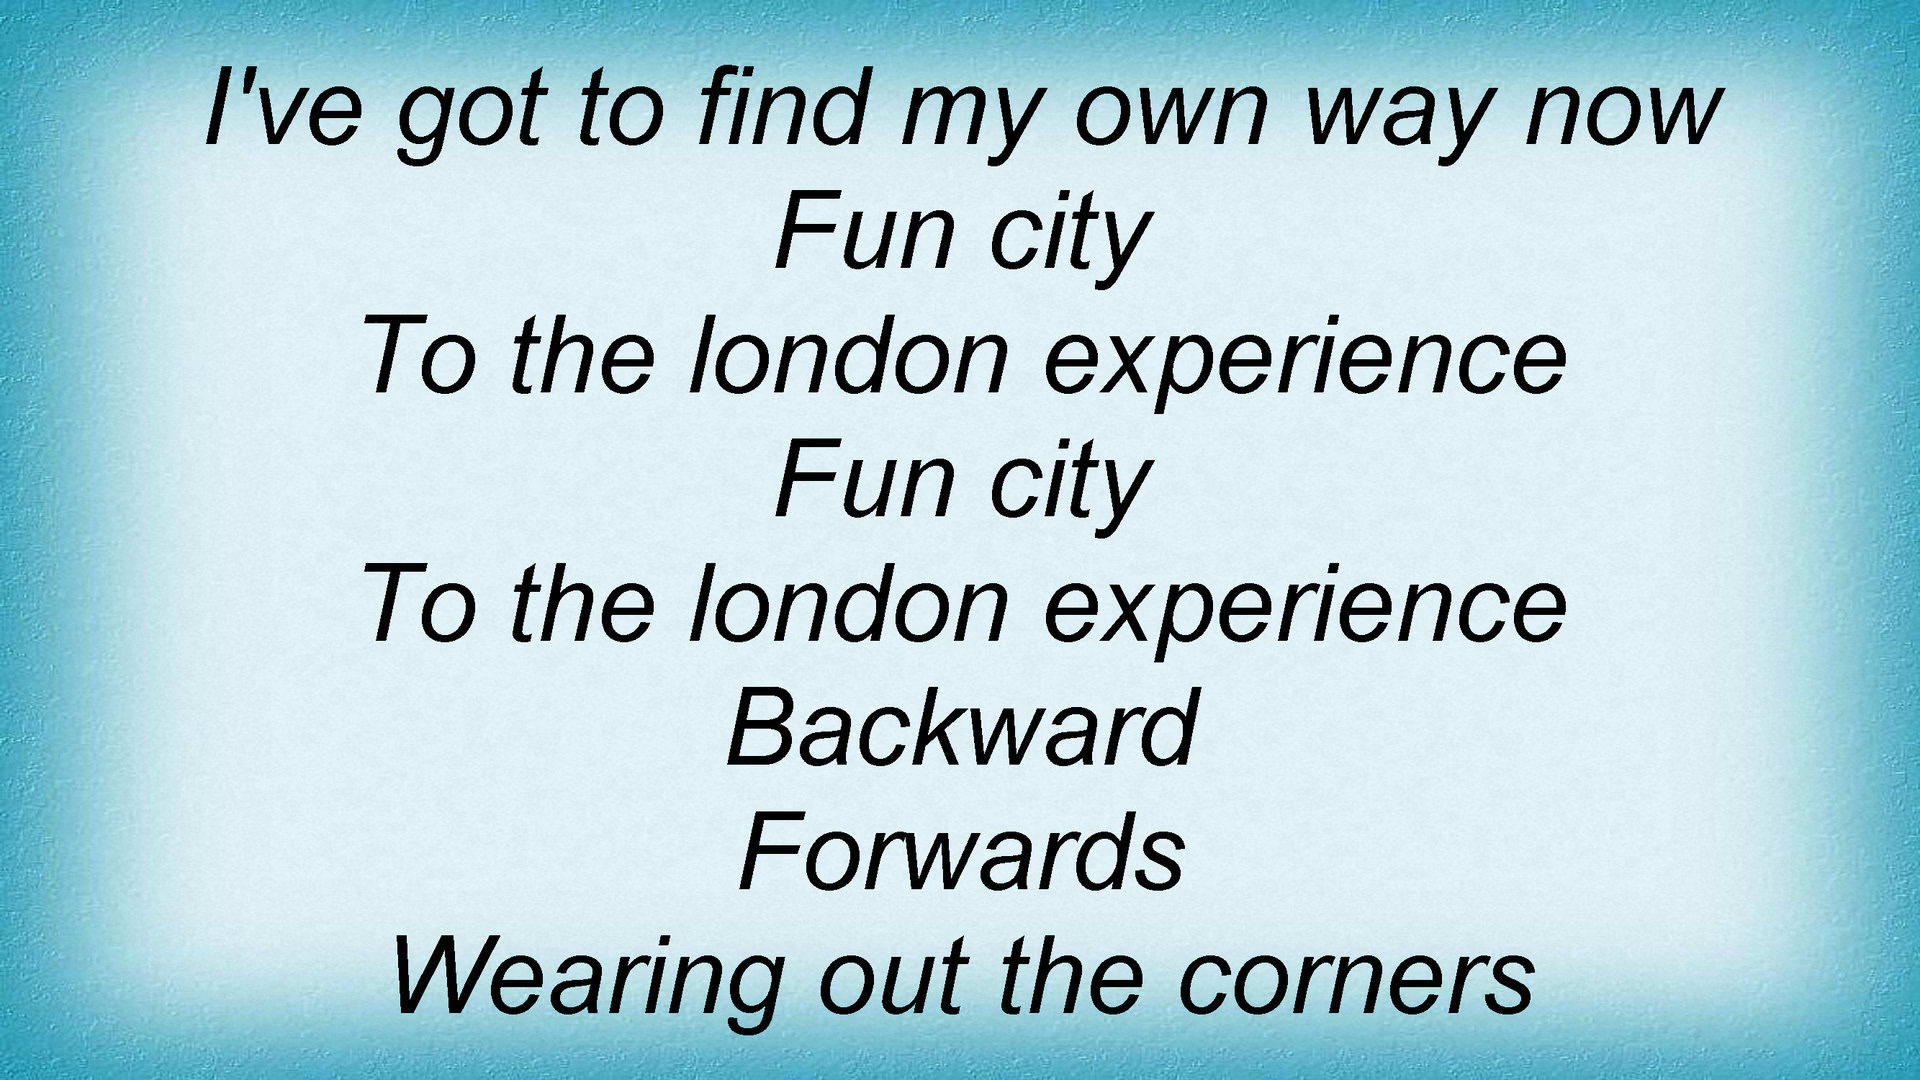 I've got to find my own way now
Fun city
To the london experience
Fun city
To the london experience
Backward
Forwards
Wearing out the corners